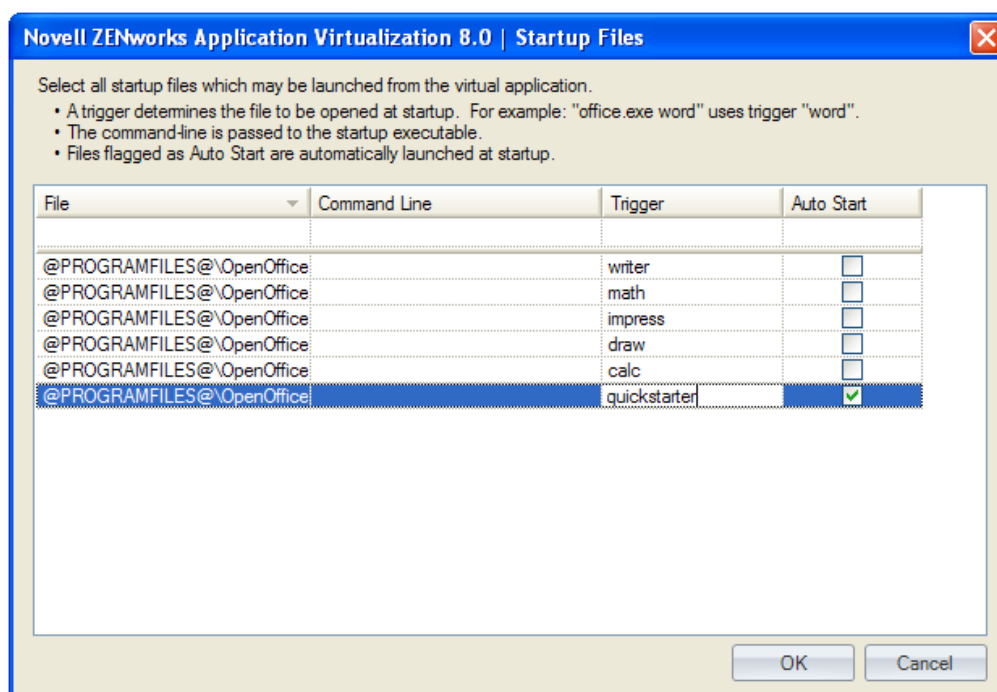 Novell ZENworks Application Virtualization 8.0 | Startup Files
Select all startup files which may be launched from the virtual application.
• A trigger determines the file to be opened at startup. For example: "office.exe word" uses trigger "word".
• The command-line is passed to the startup executable.
• Files flagged as Auto Start are automatically launched at startup.
File Command Line Trigger Auto Start
@PROGRAMFILES@\OpenOffice writer
@PROGRAMFILES@\OpenOffice math
@PROGRAMFILES@\OpenOffice impress
@PROGRAMFILES@\OpenOffice draw
@PROGRAMFILES@\OpenOffice calc
@PROGRAMFILES@\OpenOffice quickstarter
OK Cancel